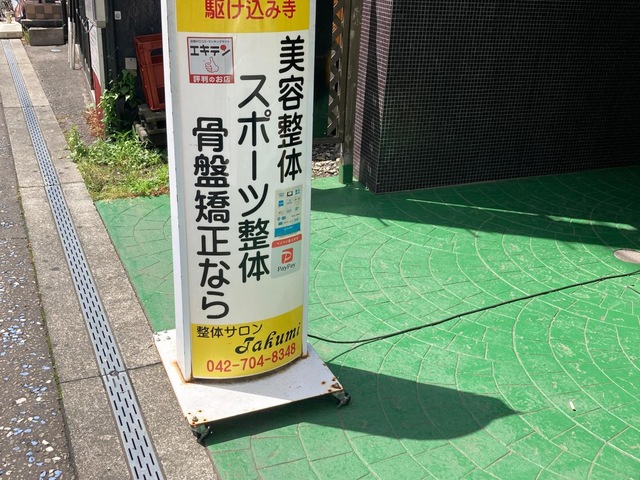 駆け込み寺
エキテン
評判のお店
美容整体
スポーツ整体
骨盤矯正なら
PayPay
整体サロン
Takumi
042-704-8348